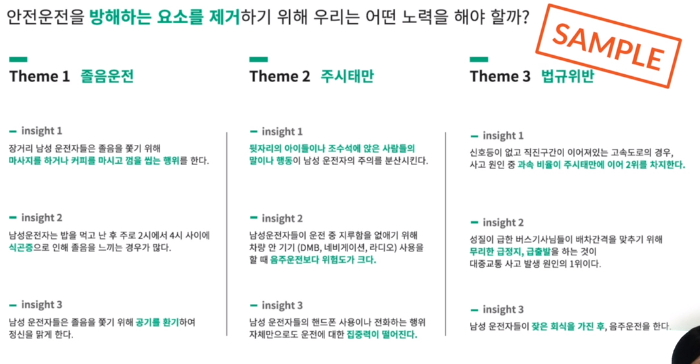 안전운전을 방해하는 요소를 제거하기 위해 우리는 어떤 노력을 해야 할까?
SAMPLE
Theme 1 졸음운전
insight 1
장거리 남성 운전자들은 졸음을 쫓기 위해
마사지를 하거나 커피를 마시고 껌을 씹는 행위를 한다.
insight 2
남성운전자는 밥을 먹고 난 후 주로 2시에서 4시 사이에
식곤증으로 인해 졸음을 느끼는 경우가 많다.
insight 3
남성 운전자들은 졸음을 쫓기 위해 공기를 환기하여
정신을 맑게 한다.
Theme 2 주시태만
insight 1
뒷자리의 아이들이나 조수석에 앉은 사람들의
말이나 행동이 남성 운전자의 주의를 분산시킨다.
insight 2
남성운전자들이 운전 중 지루함을 없애기 위해
차량 안 기기 (DMB, 네비게이션, 라디오) 사용을
할 때 음주운전보다 위험도가 크다.
insight 3
남성 운전자들의 핸드폰 사용이나 전화하는 행위
자체만으로도 운전에 대한 집중력이 떨어진다.
Theme 3 법규위반
insight 1
신호등이 없고 직진구간이 이어져있는 고속도로의 경우,
사고 원인 중 과속 비율이 주시태만에 이어 2위를 차지한다.
insight 2
성질이 급한 버스기사님들이 배차간격을 맞추기 위해
무리한 급정지, 급출발을 하는 것이
대중교통 사고 발생 원인의 1위이다.
insight 3
남성 운전자들이 잦은 회식을 가진 후, 음주운전을 한다.